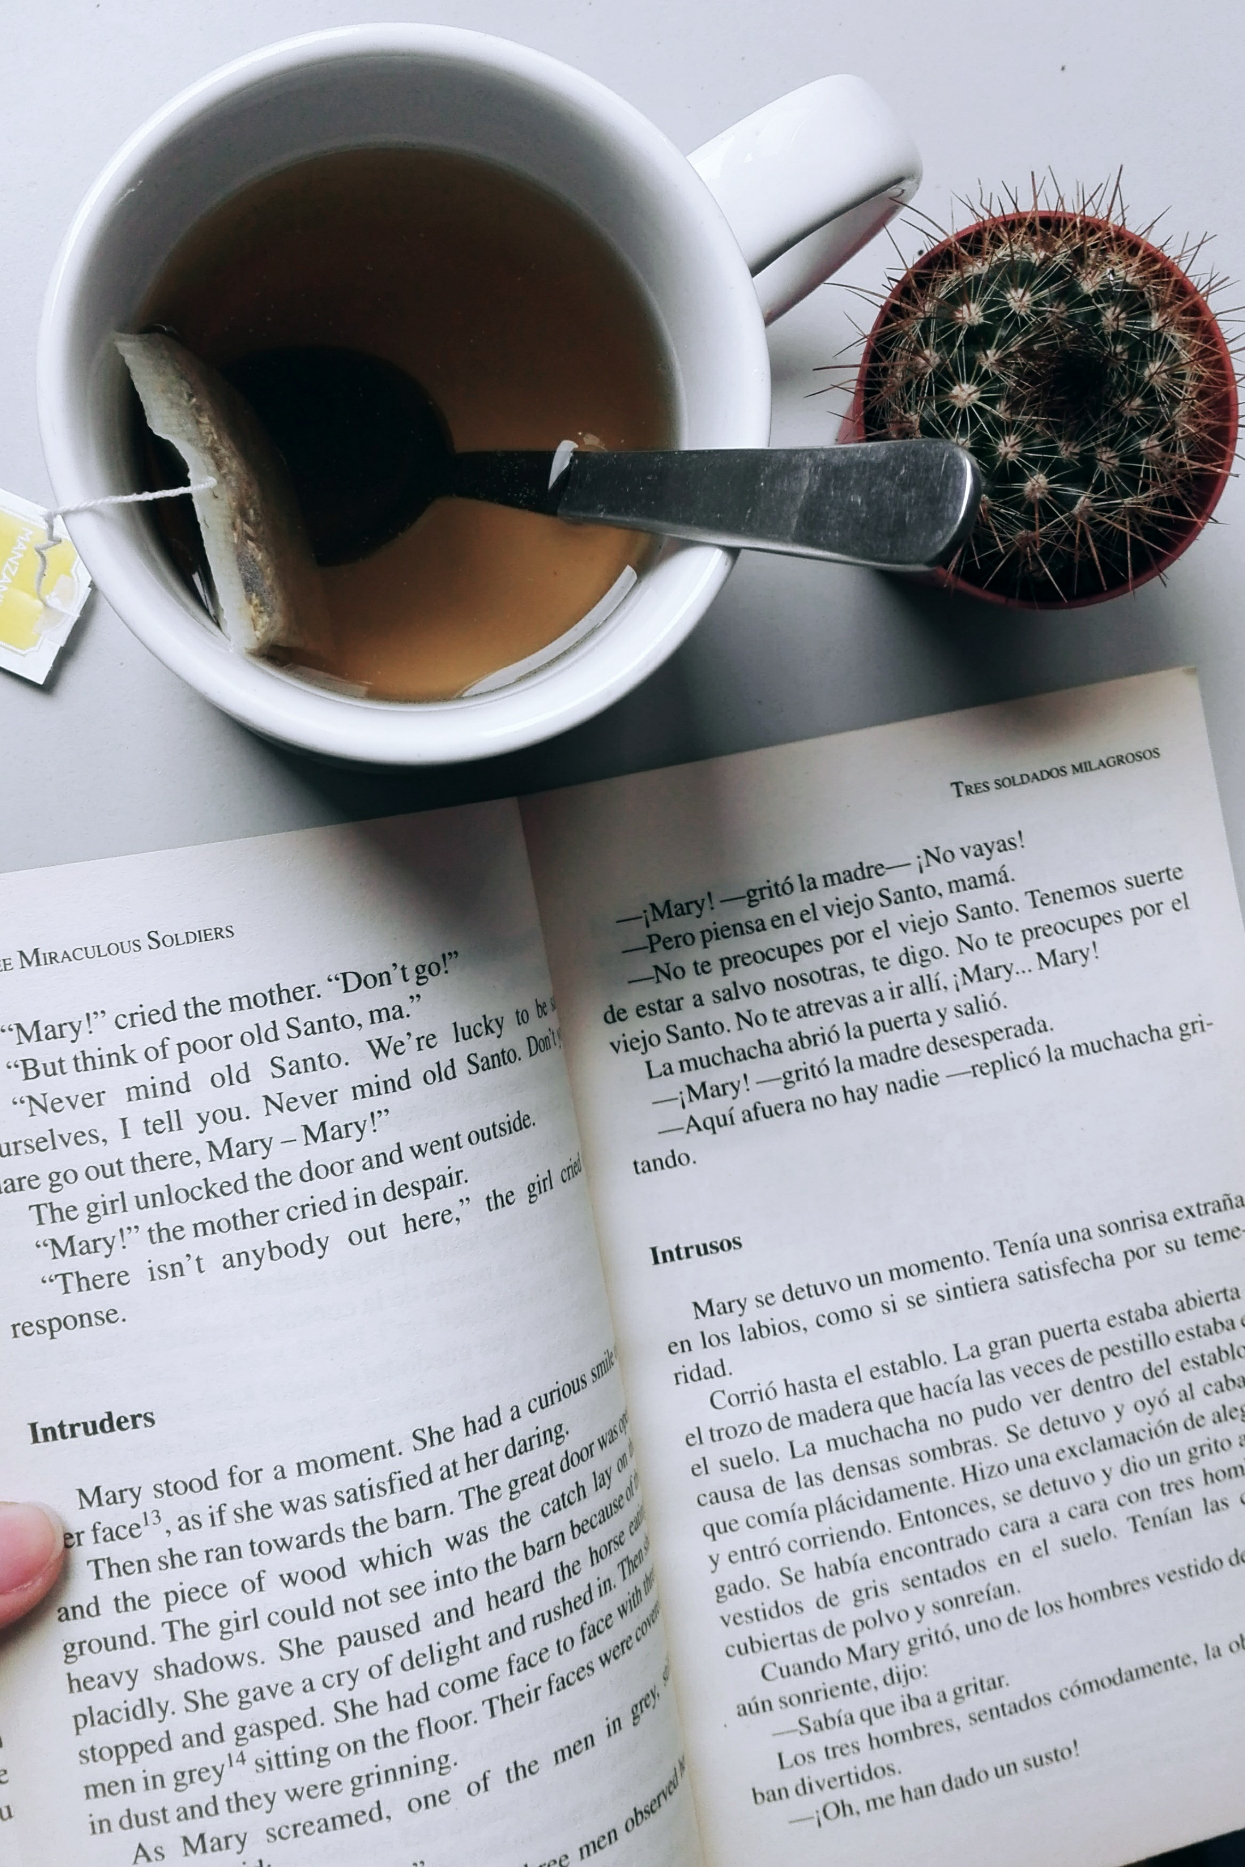 MANZAN
MIRACULOUS SOLDIERS
“Mary!” cried the mother. “Don’t go!”
“But think of poor old Santo, ma.”
“Never mind old Santo. We’re lucky to be
urselves, I tell you. Never mind old Santo. Don’t
are go out there, Mary – Mary!”
The girl unlocked the door and went outside.
“Mary!” the mother cried in despair.
“There isn’t anybody out here,” the girl cried
response.
Intruders
Mary stood for a moment. She had a curious smile
er face13, as if she was satisfied at her daring.
Then she ran towards the barn. The great door was
and the piece of wood which was the catch lay on
ground. The girl could not see into the barn because of
heavy shadows. She paused and heard the horse
placidly. She gave a cry of delight and rushed in. Then
stopped and gasped. She had come face to face with
men in grey14 sitting on the floor. Their faces were
in dust and they were grinning.
As Mary screamed, one of the men in grey,
men observed
TRES SOLDADOS MILAGROSOS
—¡Mary! —gritó la madre— ¡No vayas!
—Pero piensa en el viejo Santo, mamá.
—No te preocupes por el viejo Santo. Tenemos suerte
de estar a salvo nosotras, te digo. No te preocupes por el
viejo Santo. No te atrevas a ir allí, ¡Mary... Mary!
La muchacha abrió la puerta y salió.
—¡Mary! —gritó la madre desesperada.
—Aquí afuera no hay nadie —replicó la muchacha gri-
tando.
Intrusos
Mary se detuvo un momento. Tenía una sonrisa extraña
en los labios, como si se sintiera satisfecha por su teme-
ridad.
Corrió hasta el establo. La gran puerta estaba abierta
el trozo de madera que hacía las veces de pestillo estaba
el suelo. La muchacha no pudo ver dentro del establo
causa de las densas sombras. Se detuvo y oyó al caba
que comía plácidamente. Hizo una exclamación de aleg
y entró corriendo. Entonces, se detuvo y dio un grito
gado. Se había encontrado cara a cara con tres hom
vestidos de gris sentados en el suelo. Tenían las
cubiertas de polvo y sonreían.
Cuando Mary gritó, uno de los hombres vestido de
aún sonriente, dijo:
—Sabía que iba a gritar.
Los tres hombres, sentados cómodamente, la
ban divertidos.
—¡Oh, me han dado un susto!